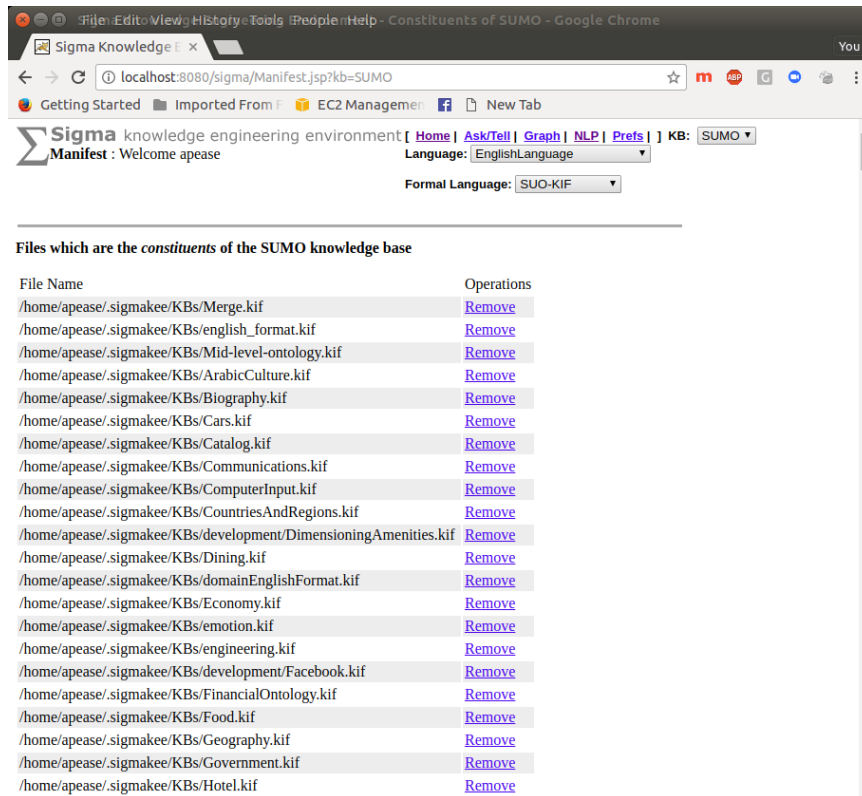 File Edit View History Tools People Help - Constituents of SUMO - Google Chrome
Sigma Knowledge E ×
You
localhost:8080/sigma/Manifest.jsp?kb=SUMO
Getting Started Imported From F EC2 Managemen New Tab
Sigma knowledge engineering environment [ Home | Ask/Tell | Graph | NLP | Prefs | ] KB: SUMO
Manifest : Welcome apease Language: EnglishLanguage
Formal Language: SUO-KIF
Files which are the constituents of the SUMO knowledge base
File Name Operations
/home/apease/.sigmakee/KBs/Merge.kif Remove
/home/apease/.sigmakee/KBs/english_format.kif Remove
/home/apease/.sigmakee/KBs/Mid-level-ontology.kif Remove
/home/apease/.sigmakee/KBs/ArabicCulture.kif Remove
/home/apease/.sigmakee/KBs/Biography.kif Remove
/home/apease/.sigmakee/KBs/Cars.kif Remove
/home/apease/.sigmakee/KBs/Catalog.kif Remove
/home/apease/.sigmakee/KBs/Communications.kif Remove
/home/apease/.sigmakee/KBs/ComputerInput.kif Remove
/home/apease/.sigmakee/KBs/CountriesAndRegions.kif Remove
/home/apease/.sigmakee/KBs/development/DimensioningAmenities.kif Remove
/home/apease/.sigmakee/KBs/Dining.kif Remove
/home/apease/.sigmakee/KBs/domainEnglishFormat.kif Remove
/home/apease/.sigmakee/KBs/Economy.kif Remove
/home/apease/.sigmakee/KBs/emotion.kif Remove
/home/apease/.sigmakee/KBs/engineering.kif Remove
/home/apease/.sigmakee/KBs/development/Facebook.kif Remove
/home/apease/.sigmakee/KBs/FinancialOntology.kif Remove
/home/apease/.sigmakee/KBs/Food.kif Remove
/home/apease/.sigmakee/KBs/Geography.kif Remove
/home/apease/.sigmakee/KBs/Government.kif Remove
/home/apease/.sigmakee/KBs/Hotel.kif Remove